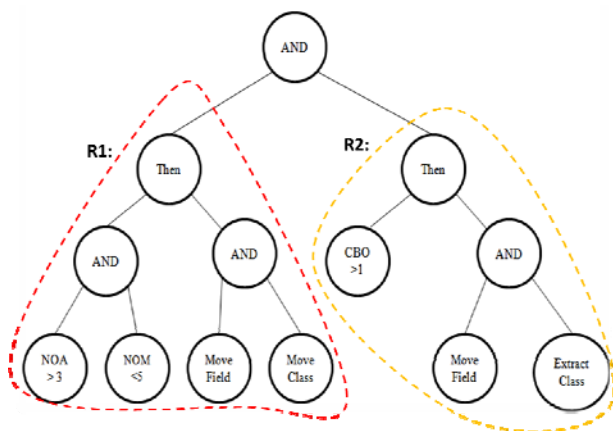 AND
R1:
R2:
Then
Then
AND
AND
CBO
>1
AND
NOA
> 3
NOM
<5
Move
Field
Move
Class
Move
Field
Extract
Class